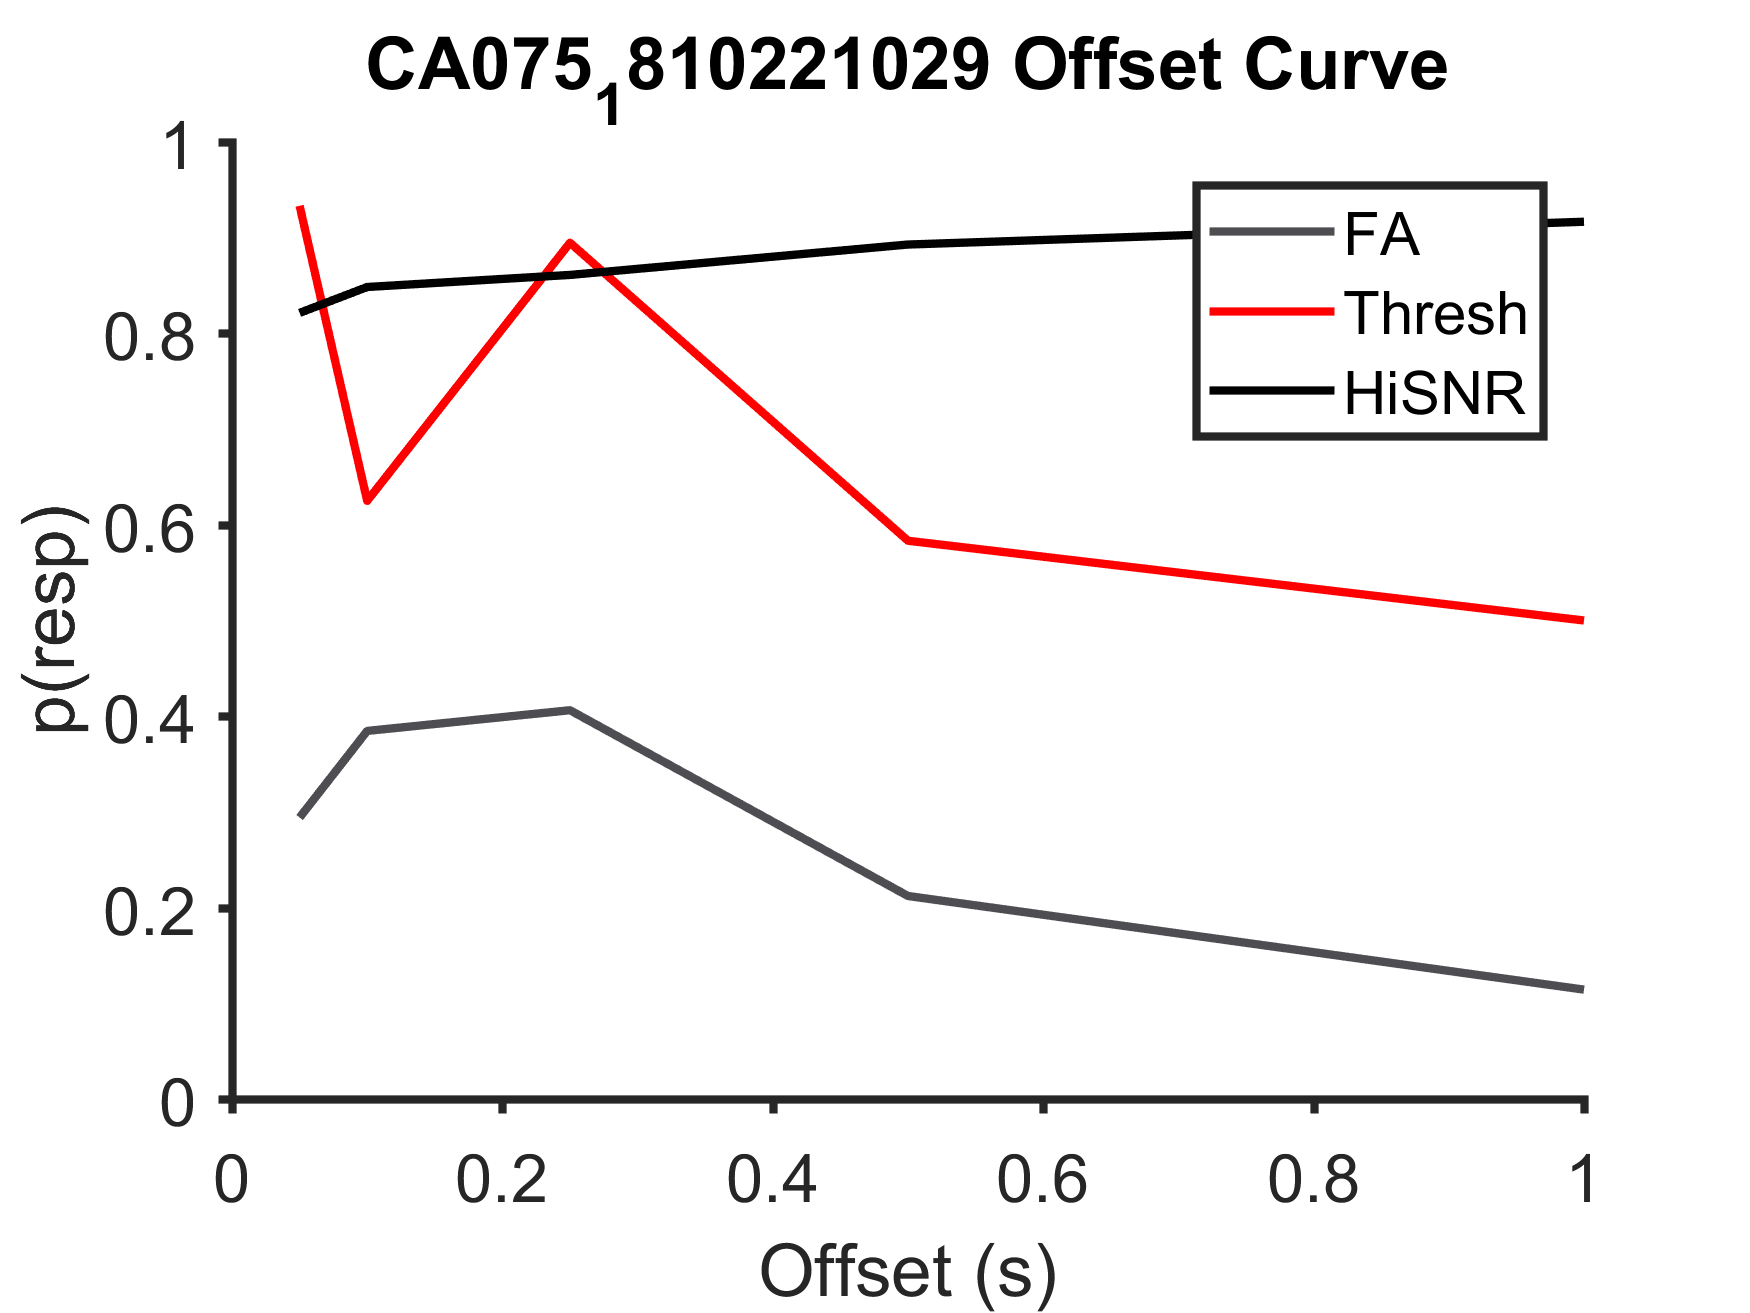 CA075₁810221029 Offset Curve
1
0.8
0.6
0.4
0.2
0
p(resp)
FA
Thresh
HiSNR
0 0.2 0.4 0.6 0.8 1
Offset (s)